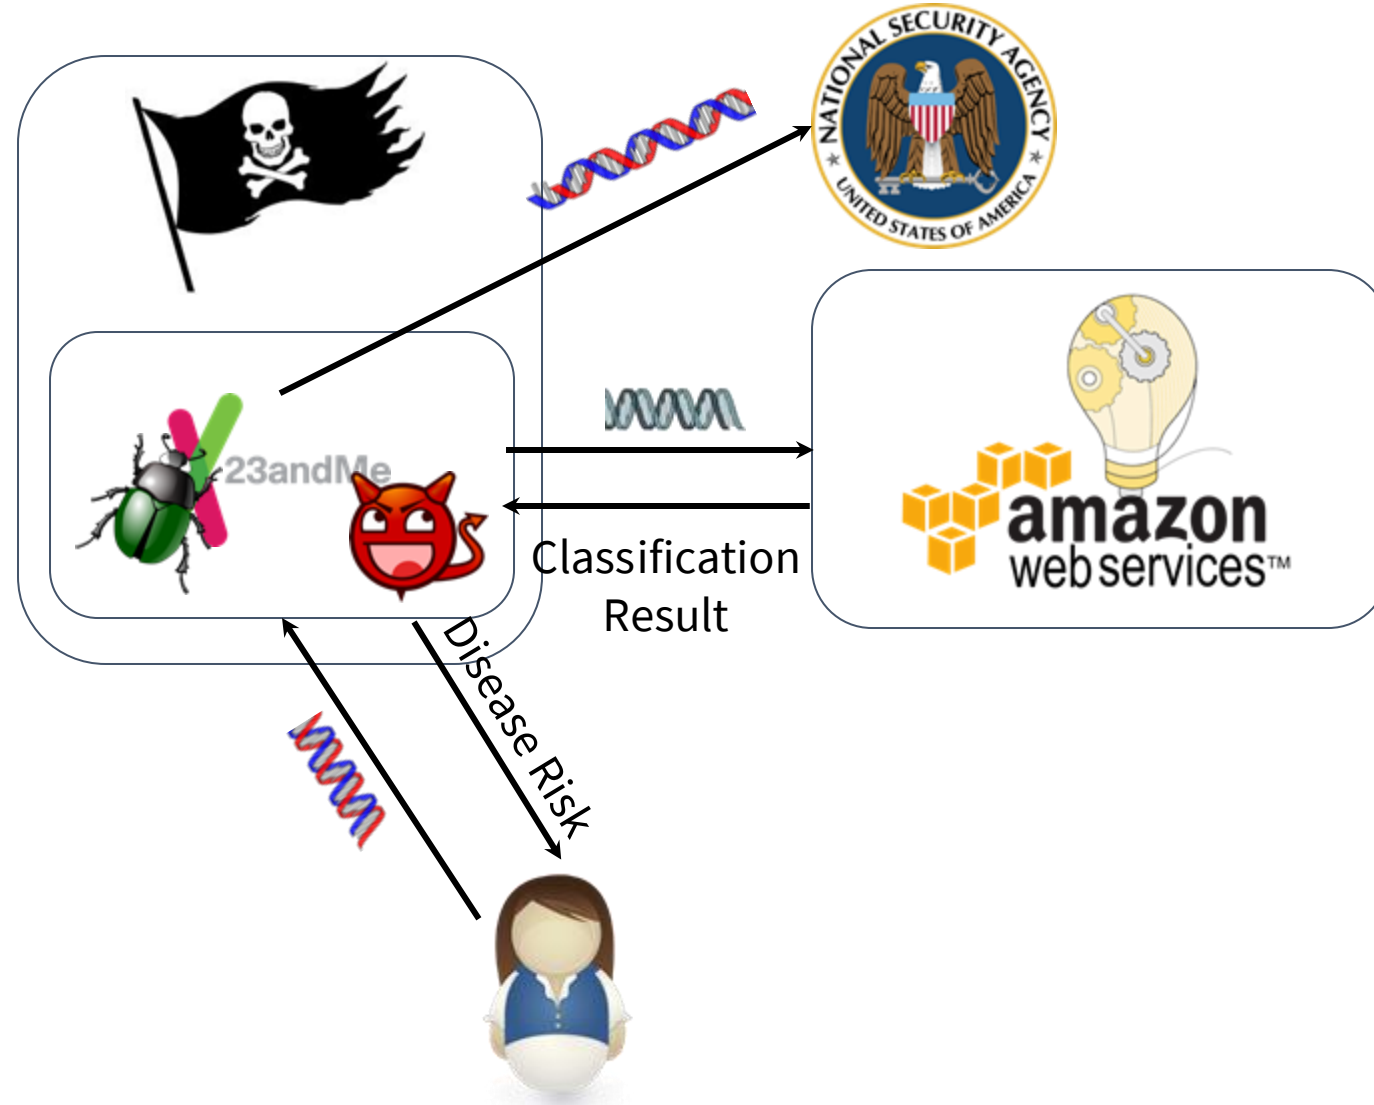 NATIONAL SECURITY AGENCY
UNITED STATES OF AMERICA
23andMe
amazon
web services™
Classification
Result
Disease Risk